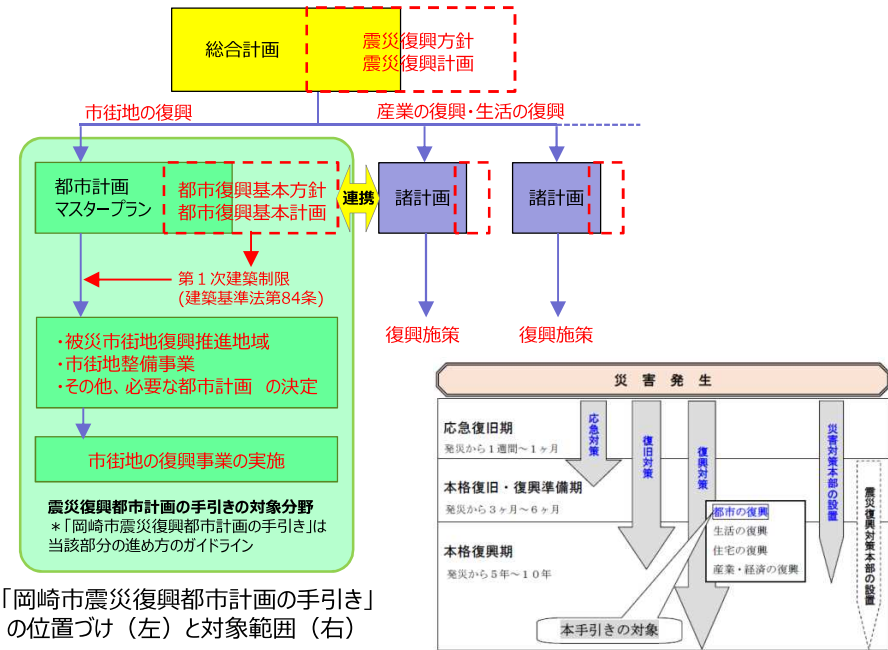 総合計画
震災復興方針
震災復興計画
市街地の復興
産業の復興・生活の復興
都市計画
マスタープラン
都市復興基本方針
都市復興基本計画
連携
諸計画
諸計画
第１次建築制限
(建築基準法第84条)
復興施策
復興施策
・被災市街地復興推進地域
・市街地整備事業
・その他、必要な都市計画　の決定
市街地の復興事業の実施
震災復興都市計画の手引きの対象分野
＊「岡崎市震災復興都市計画の手引き」は
当該部分の進め方のガイドライン
「岡崎市震災復興都市計画の手引き」
の位置づけ（左）と対象範囲（右）
災　害　発　生
応急復旧期
発災から１週間～１ヶ月
本格復旧・復興準備期
発災から３ヶ月～６ヶ月
本格復興期
発災から５年～１０年
応急対策
復旧対策
復興対策
都市の復興
生活の復興
住宅の復興
産業・経済の復興
災害対策本部の設置
震災復興対策本部の設置
本手引きの対象